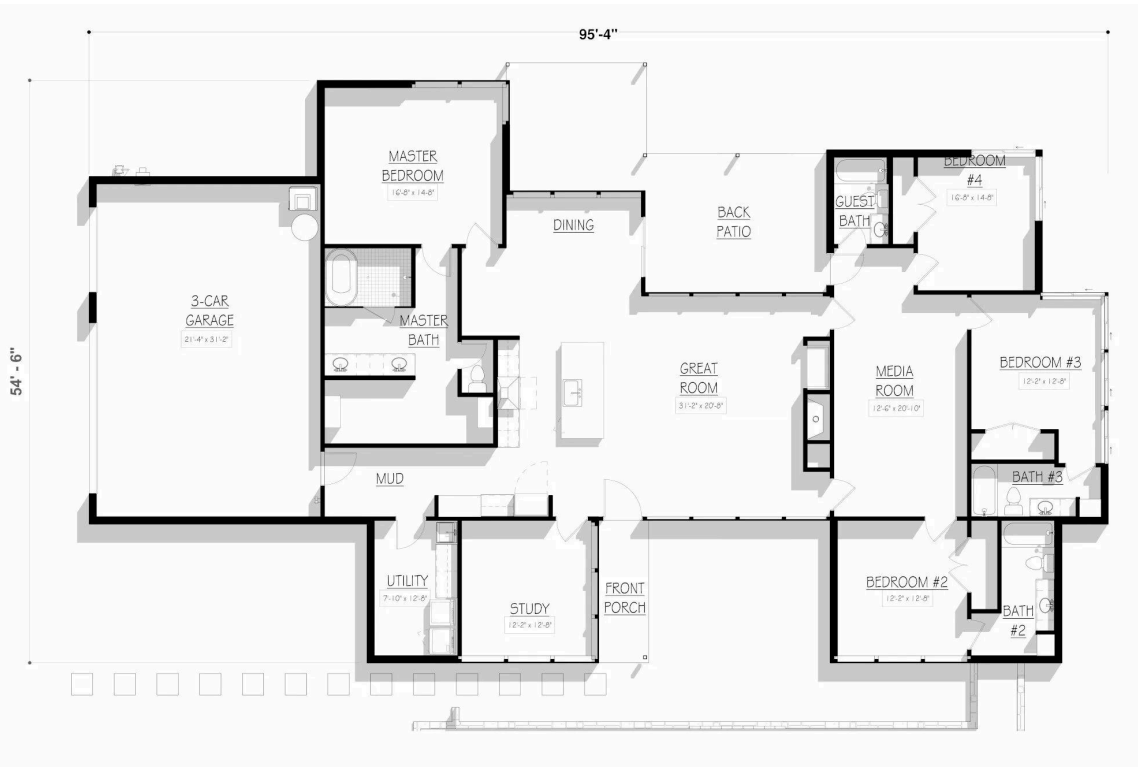 95'-4"
54' - 6"
MASTER
BEDROOM
16'-8" x 14'-8"
BEDROOM
#4
16'-8" x 14'-8"
GUEST
BATH
BACK
PATIO
DINING
3-CAR
GARAGE
21'-4" x 31'-2"
MASTER
BATH
GREAT
ROOM
31'-2" x 20'-8"
MEDIA
ROOM
12'-6" x 20'-10"
BEDROOM #3
12'-2" x 12'-8"
MUD
BATH #3
UTILITY
7'-10" x 12'-8"
STUDY
12'-2" x 12'-8"
FRONT
PORCH
BEDROOM #2
12'-2" x 12'-8"
BATH
#2